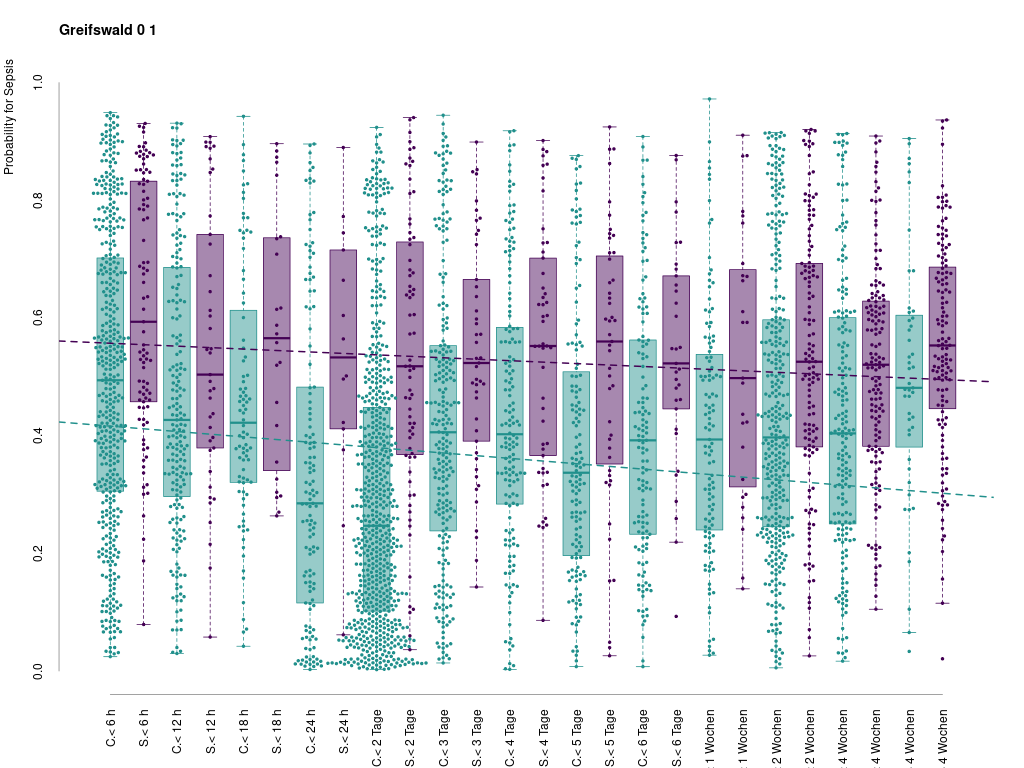 Greifswald 0 1
Probability for Sepsis
1.0
0.8
0.6
0.4
0.2
0.0
C.< 6 h
S.< 6 h
C.< 12 h
S.< 12 h
C.< 18 h
S.< 18 h
C.< 24 h
S.< 24 h
C.< 2 Tage
S.< 2 Tage
C.< 3 Tage
S.< 3 Tage
C.< 4 Tage
S.< 4 Tage
C.< 5 Tage
S.< 5 Tage
C.< 6 Tage
S.< 6 Tage
1 Wochen
1 Wochen
2 Wochen
2 Wochen
4 Wochen
4 Wochen
4 Wochen
4 Wochen